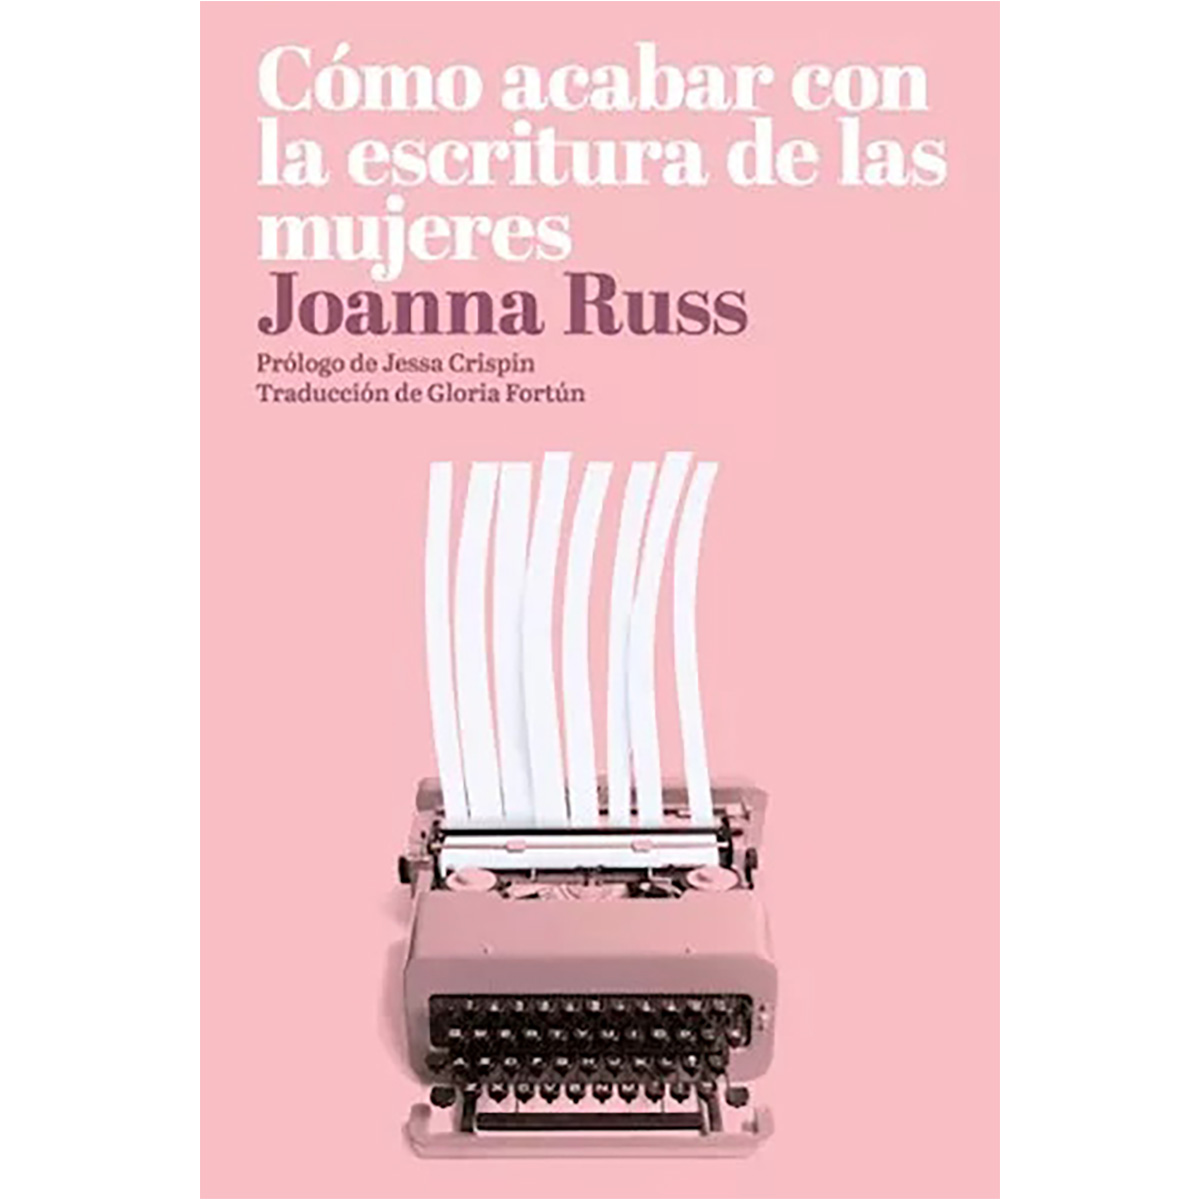 Cómo acabar con
la escritura de las
mujeres
Joanna Russ
Prólogo de Jessa Crispin
Traducción de Gloria Fortún